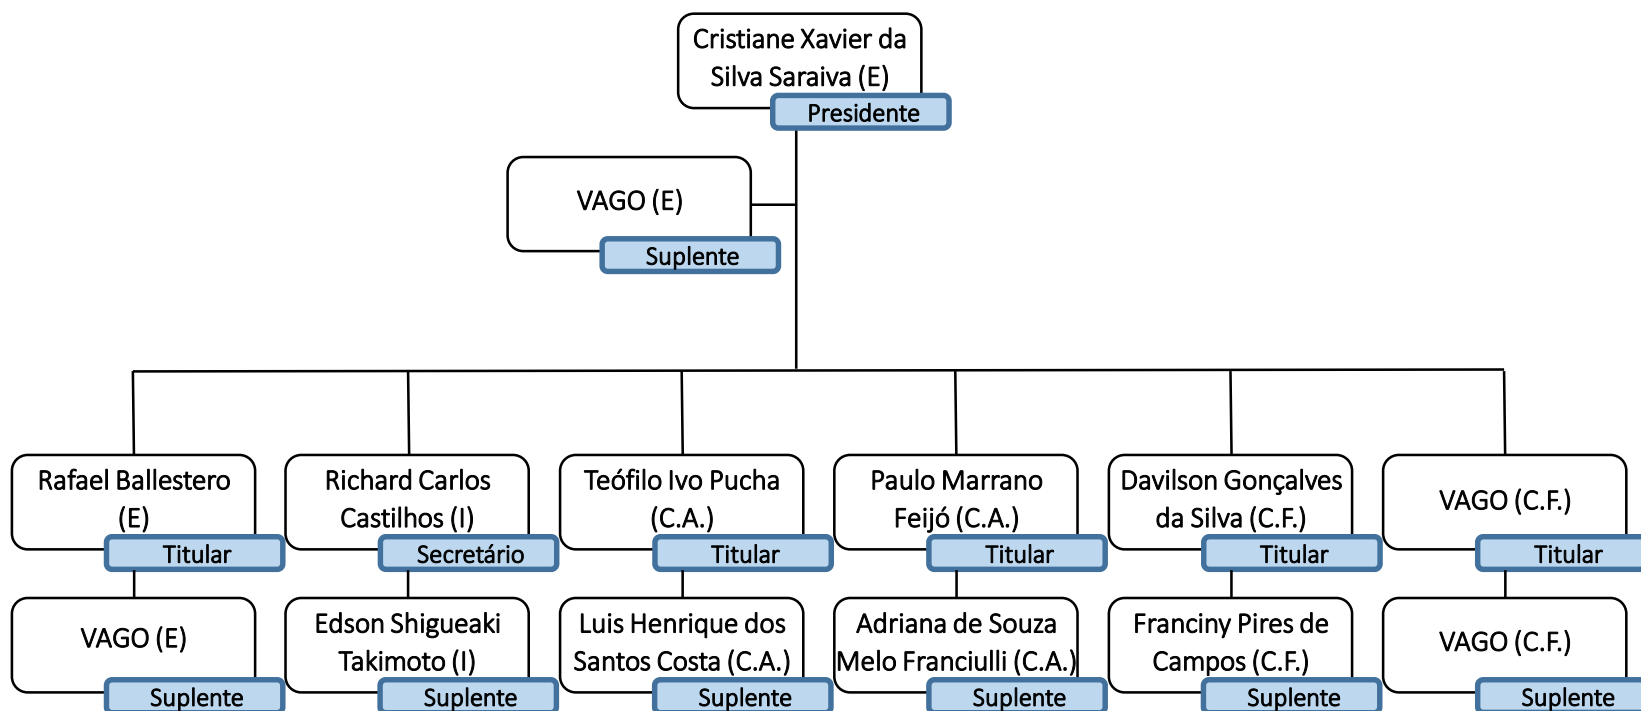 Cristiane Xavier da
Silva Saraiva (E)
Presidente
VAGO (E)
Suplente
Rafael Ballestero
(E)
Titular
Richard Carlos
Castilhos (I)
Secretário
Teófilo Ivo Pucha
(C.A.)
Titular
Paulo Marrano
Feijó (C.A.)
Titular
Davilson Gonçalves
da Silva (C.F.)
Titular
VAGO (C.F.)
Titular
VAGO (E)
Suplente
Edson Shigueaki
Takimoto (I)
Suplente
Luis Henrique dos
Santos Costa (C.A.)
Suplente
Adriana de Souza
Melo Franciulli (C.A.)
Suplente
Franciny Pires de
Campos (C.F.)
Suplente
VAGO (C.F.)
Suplente